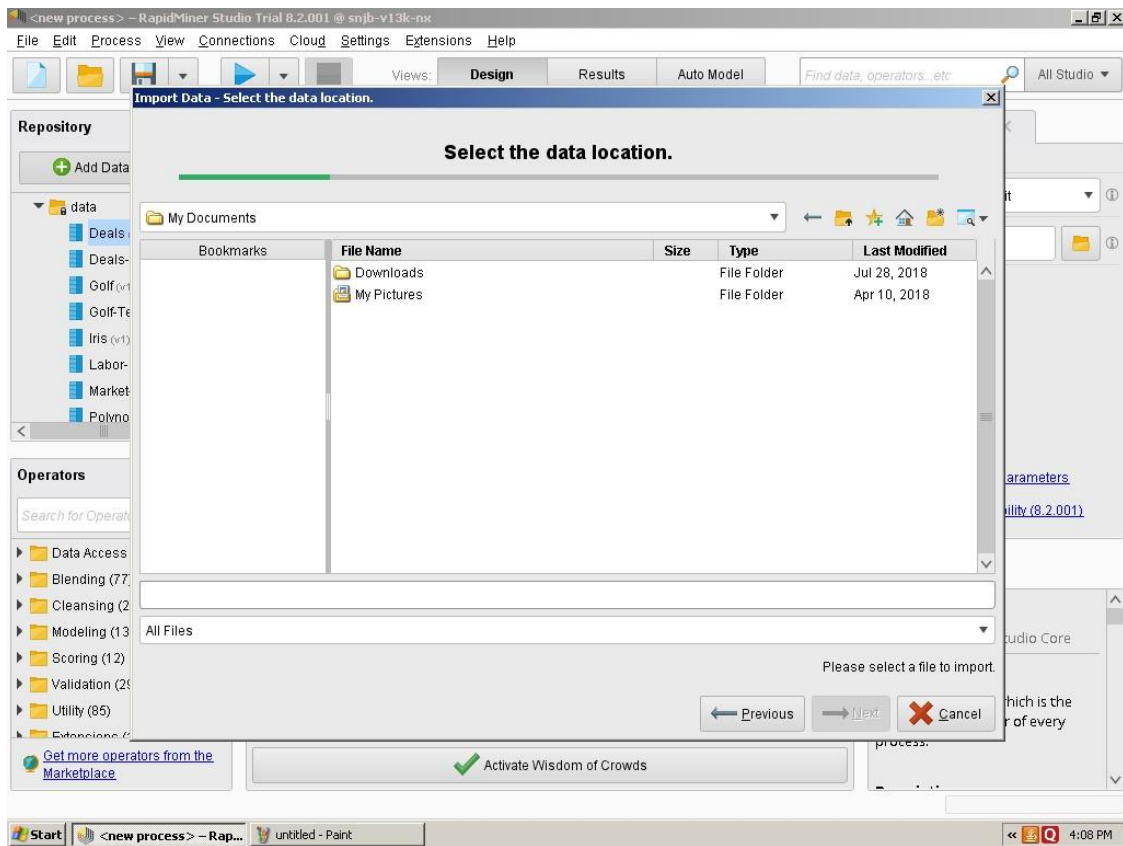 <new process> – RapidMiner Studio Trial 8.2.001 @ snjb-v13k-nx
File Edit Process View Connections Cloud Settings Extensions Help
Views: Design Results Auto Model Find data, operators...etc All Studio
Import Data - Select the data location.
Repository
Select the data location.
Add Data
data
My Documents
Deals
Bookmarks File Name Size Type Last Modified
Deals-
Downloads File Folder Jul 28, 2018
Golf (v1
My Pictures File Folder Apr 10, 2018
Golf-Te
Iris (v1)
Labor-
Market-
Polyno
Operators
arameters
Search for Operat
ility (8.2.001)
Data Access
Blending (77)
Cleansing (2
Modeling (13
All Files
tudio Core
Scoring (12)
Please select a file to import.
Validation (29
Utility (85)
Previous Next Cancel
hich is the
r of every
process.
Get more operators from the
Marketplace
Activate Wisdom of Crowds
Start <new process> – Rap... untitled - Paint 4:08 PM